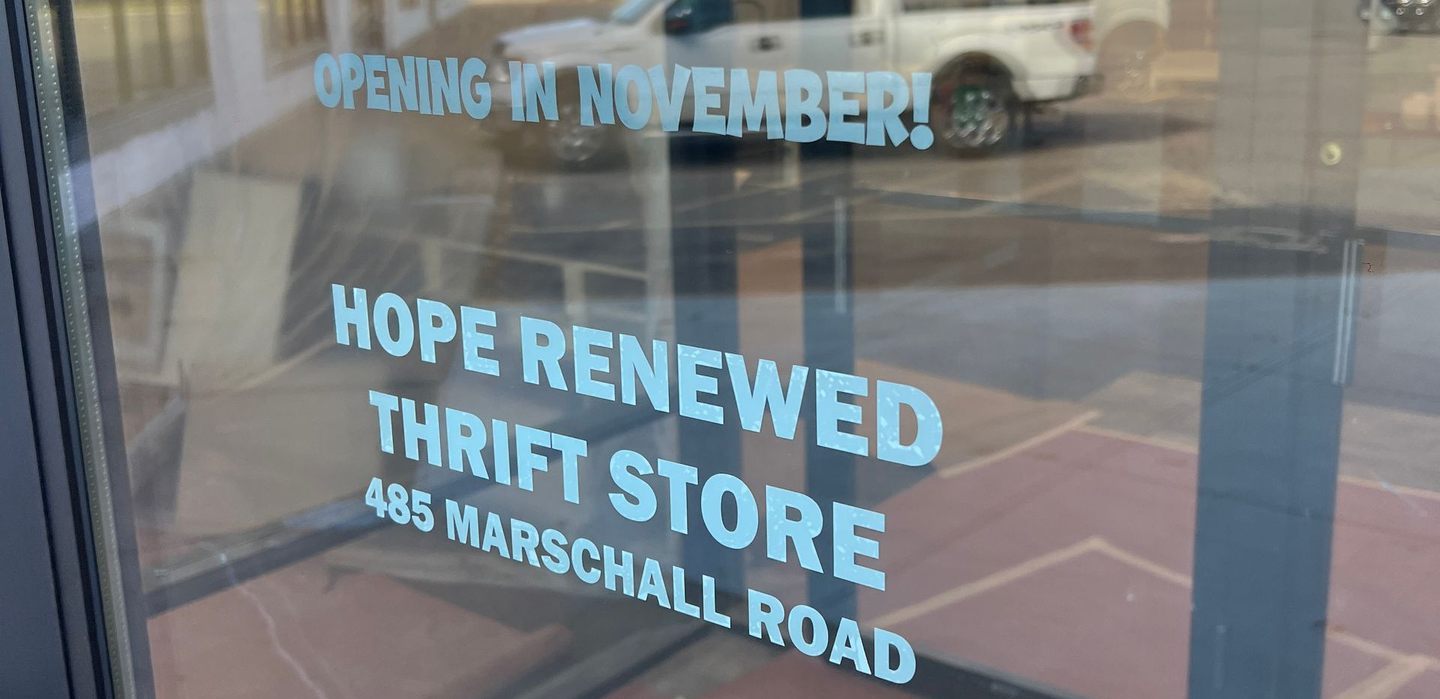 OPENING IN NOVEMBER!
HOPE RENEWED
THRIFT STORE
485 MARSCHALL ROAD